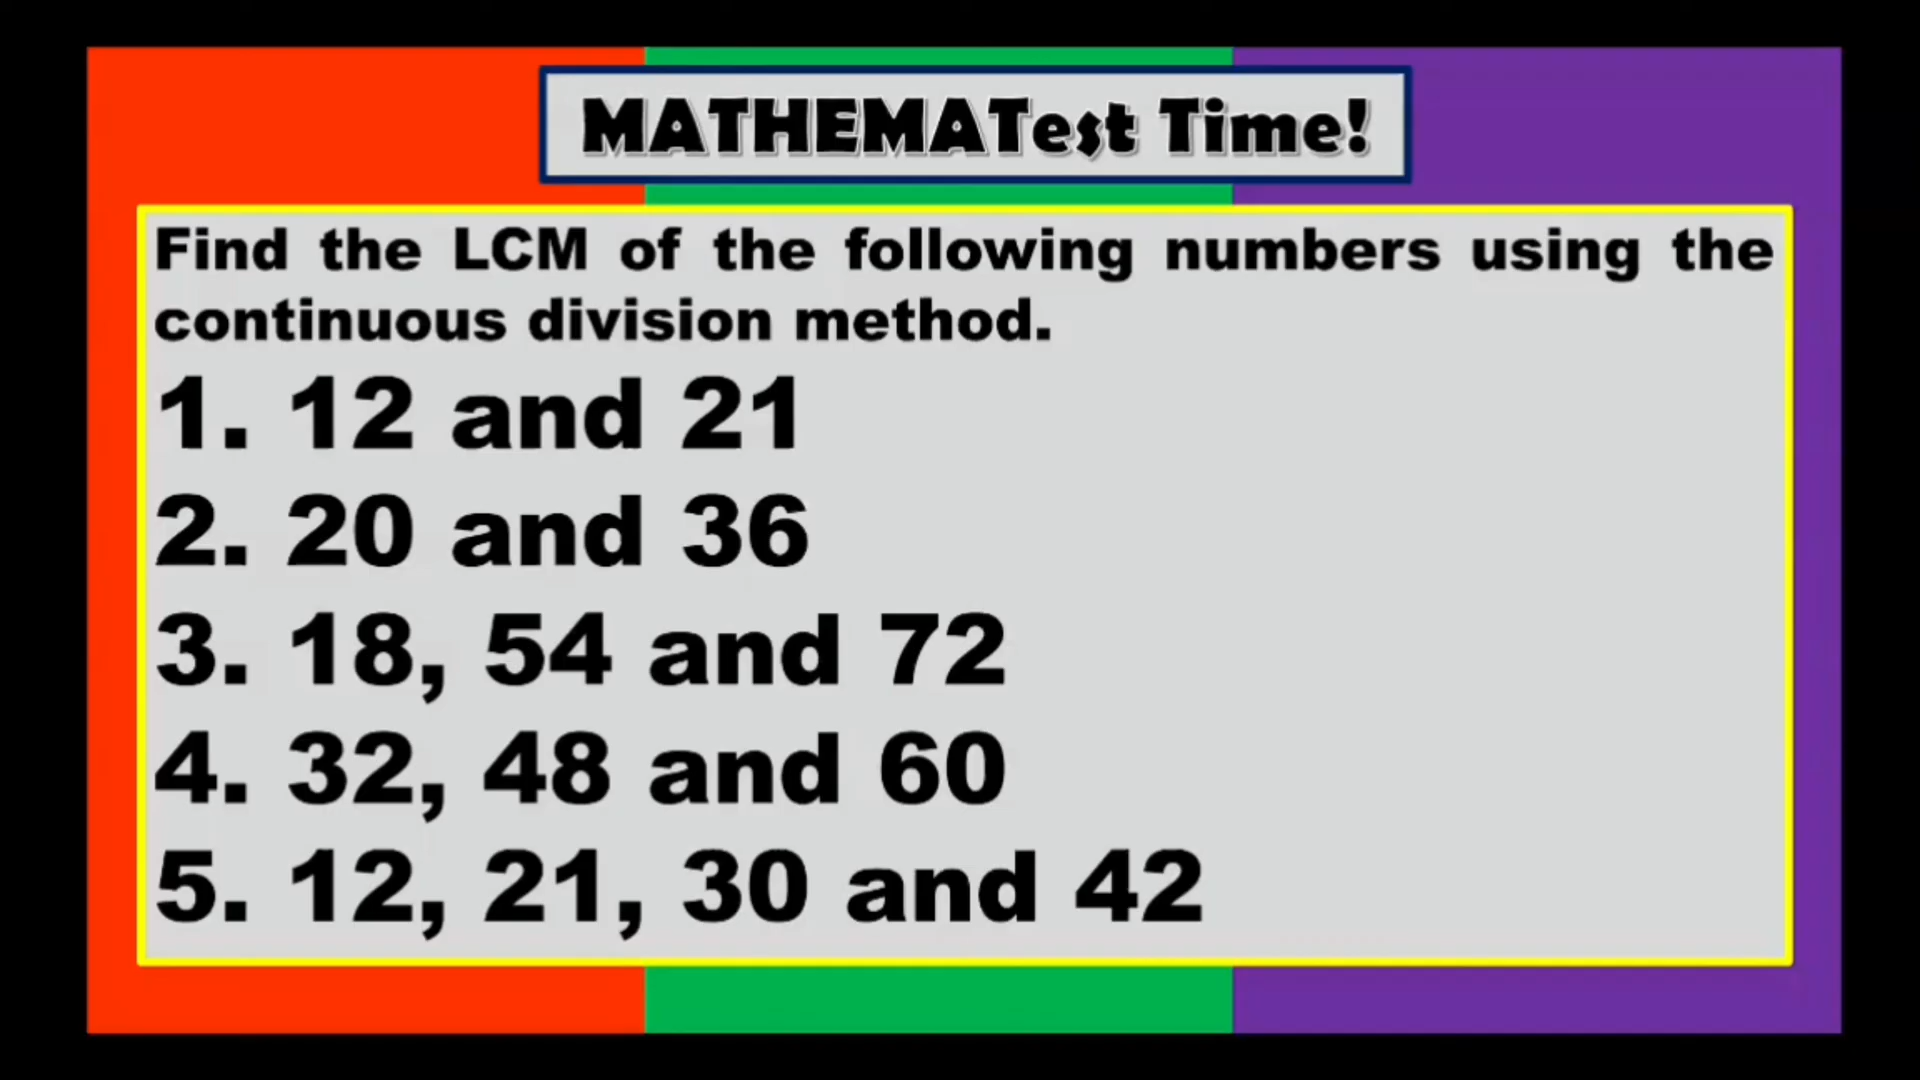 MATHEMATest Time!
Find the LCM of the following numbers using the
continuous division method.
1. 12 and 21
2. 20 and 36
3. 18, 54 and 72
4. 32, 48 and 60
5. 12, 21, 30 and 42